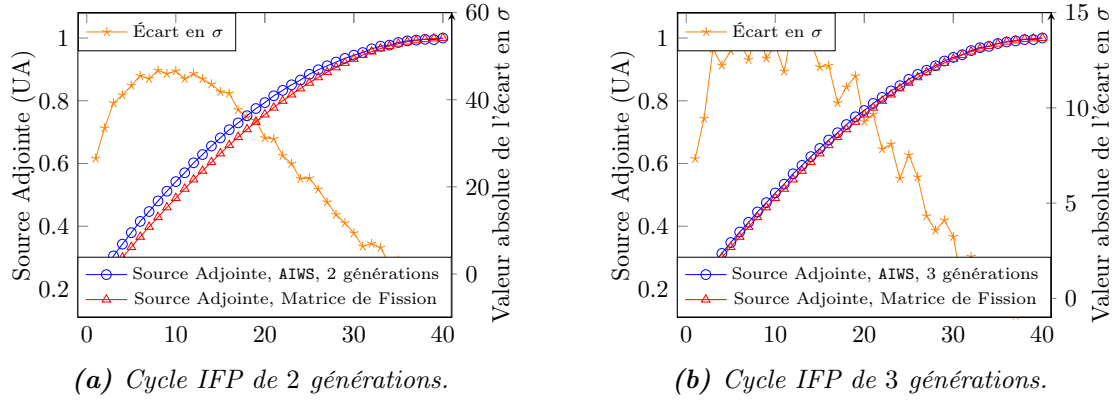 Écart en σ
Source Adjointe (UA)
1
0.8
0.6
0.4
0.2
60
40
20
0
Valeur absolue de l'écart en σ
Source Adjointe, AIWS, 2 générations
Source Adjointe, Matrice de Fission
0 10 20 30 40
(a) Cycle IFP de 2 générations.
Écart en σ
Source Adjointe (UA)
1
0.8
0.6
0.4
0.2
15
10
5
0
Valeur absolue de l'écart en σ
Source Adjointe, AIWS, 3 générations
Source Adjointe, Matrice de Fission
0 10 20 30 40
(b) Cycle IFP de 3 générations.